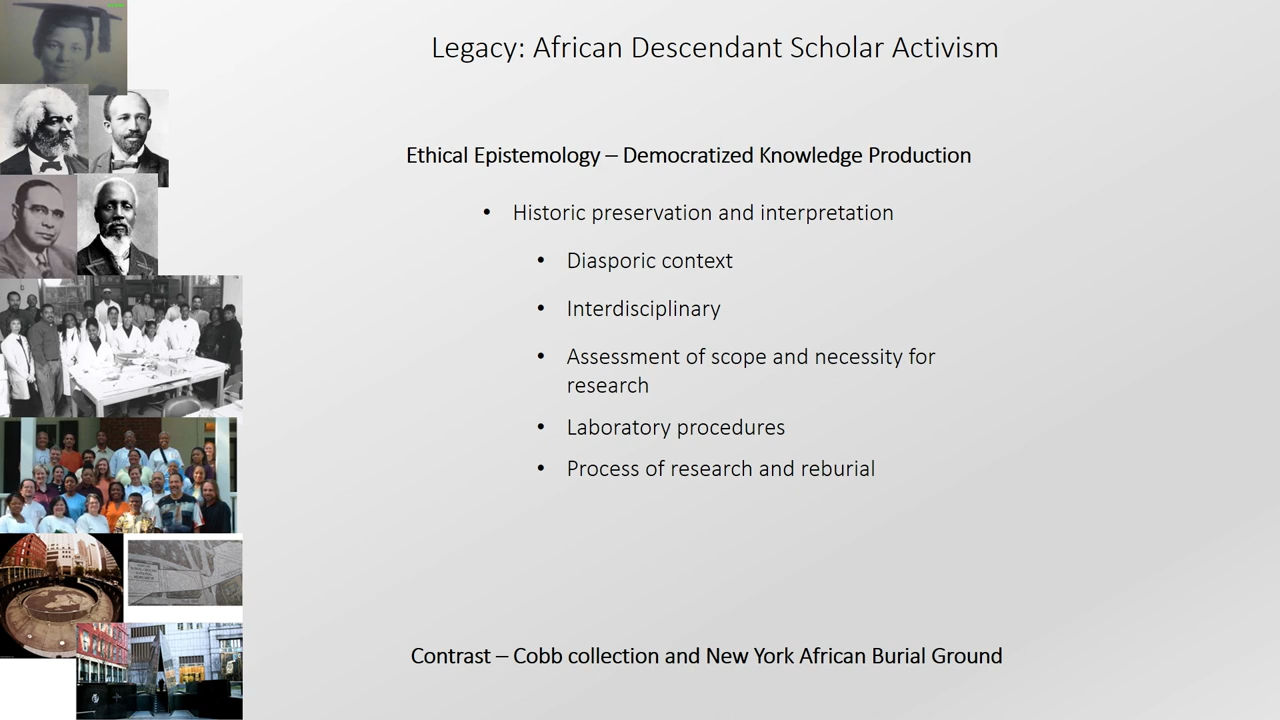 Legacy: African Descendant Scholar Activism
Ethical Epistemology – Democratized Knowledge Production
• Historic preservation and interpretation
• Diasporic context
• Interdisciplinary
• Assessment of scope and necessity for
research
• Laboratory procedures
• Process of research and reburial
Contrast – Cobb collection and New York African Burial Ground